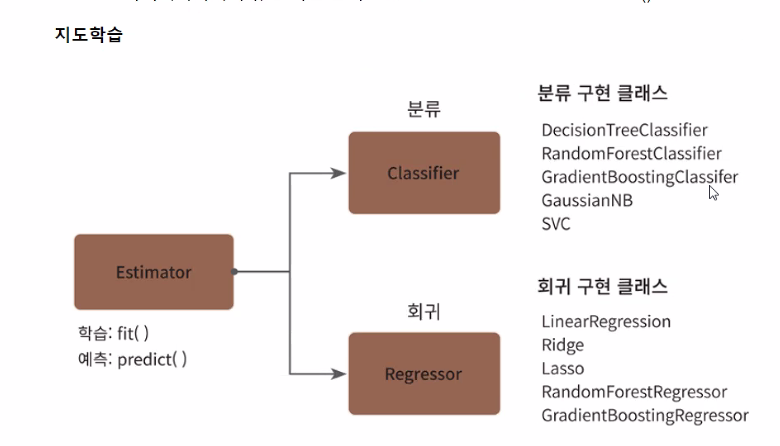 지도학습
분류
Classifier
분류 구현 클래스
DecisionTreeClassifier
RandomForestClassifier
GradientBoostingClassifer
GaussianNB
SVC
Estimator
학습: fit( )
예측: predict( )
회귀
Regressor
회귀 구현 클래스
LinearRegression
Ridge
Lasso
RandomForestRegressor
GradientBoostingRegressor